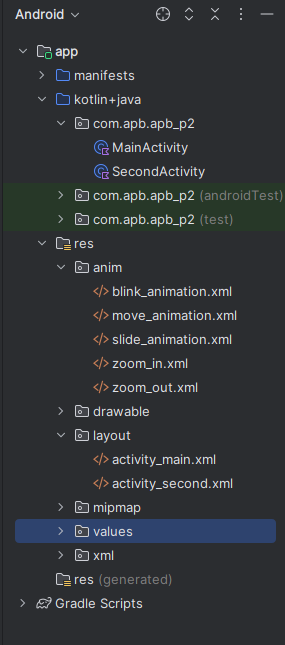 Android
app
manifests
kotlin+java
com.apb.apb_p2
MainActivity
SecondActivity
com.apb.apb_p2 (androidTest)
com.apb.apb_p2 (test)
res
anim
blink_animation.xml
move_animation.xml
slide_animation.xml
zoom_in.xml
zoom_out.xml
drawable
layout
activity_main.xml
activity_second.xml
mipmap
values
xml
res (generated)
Gradle Scripts